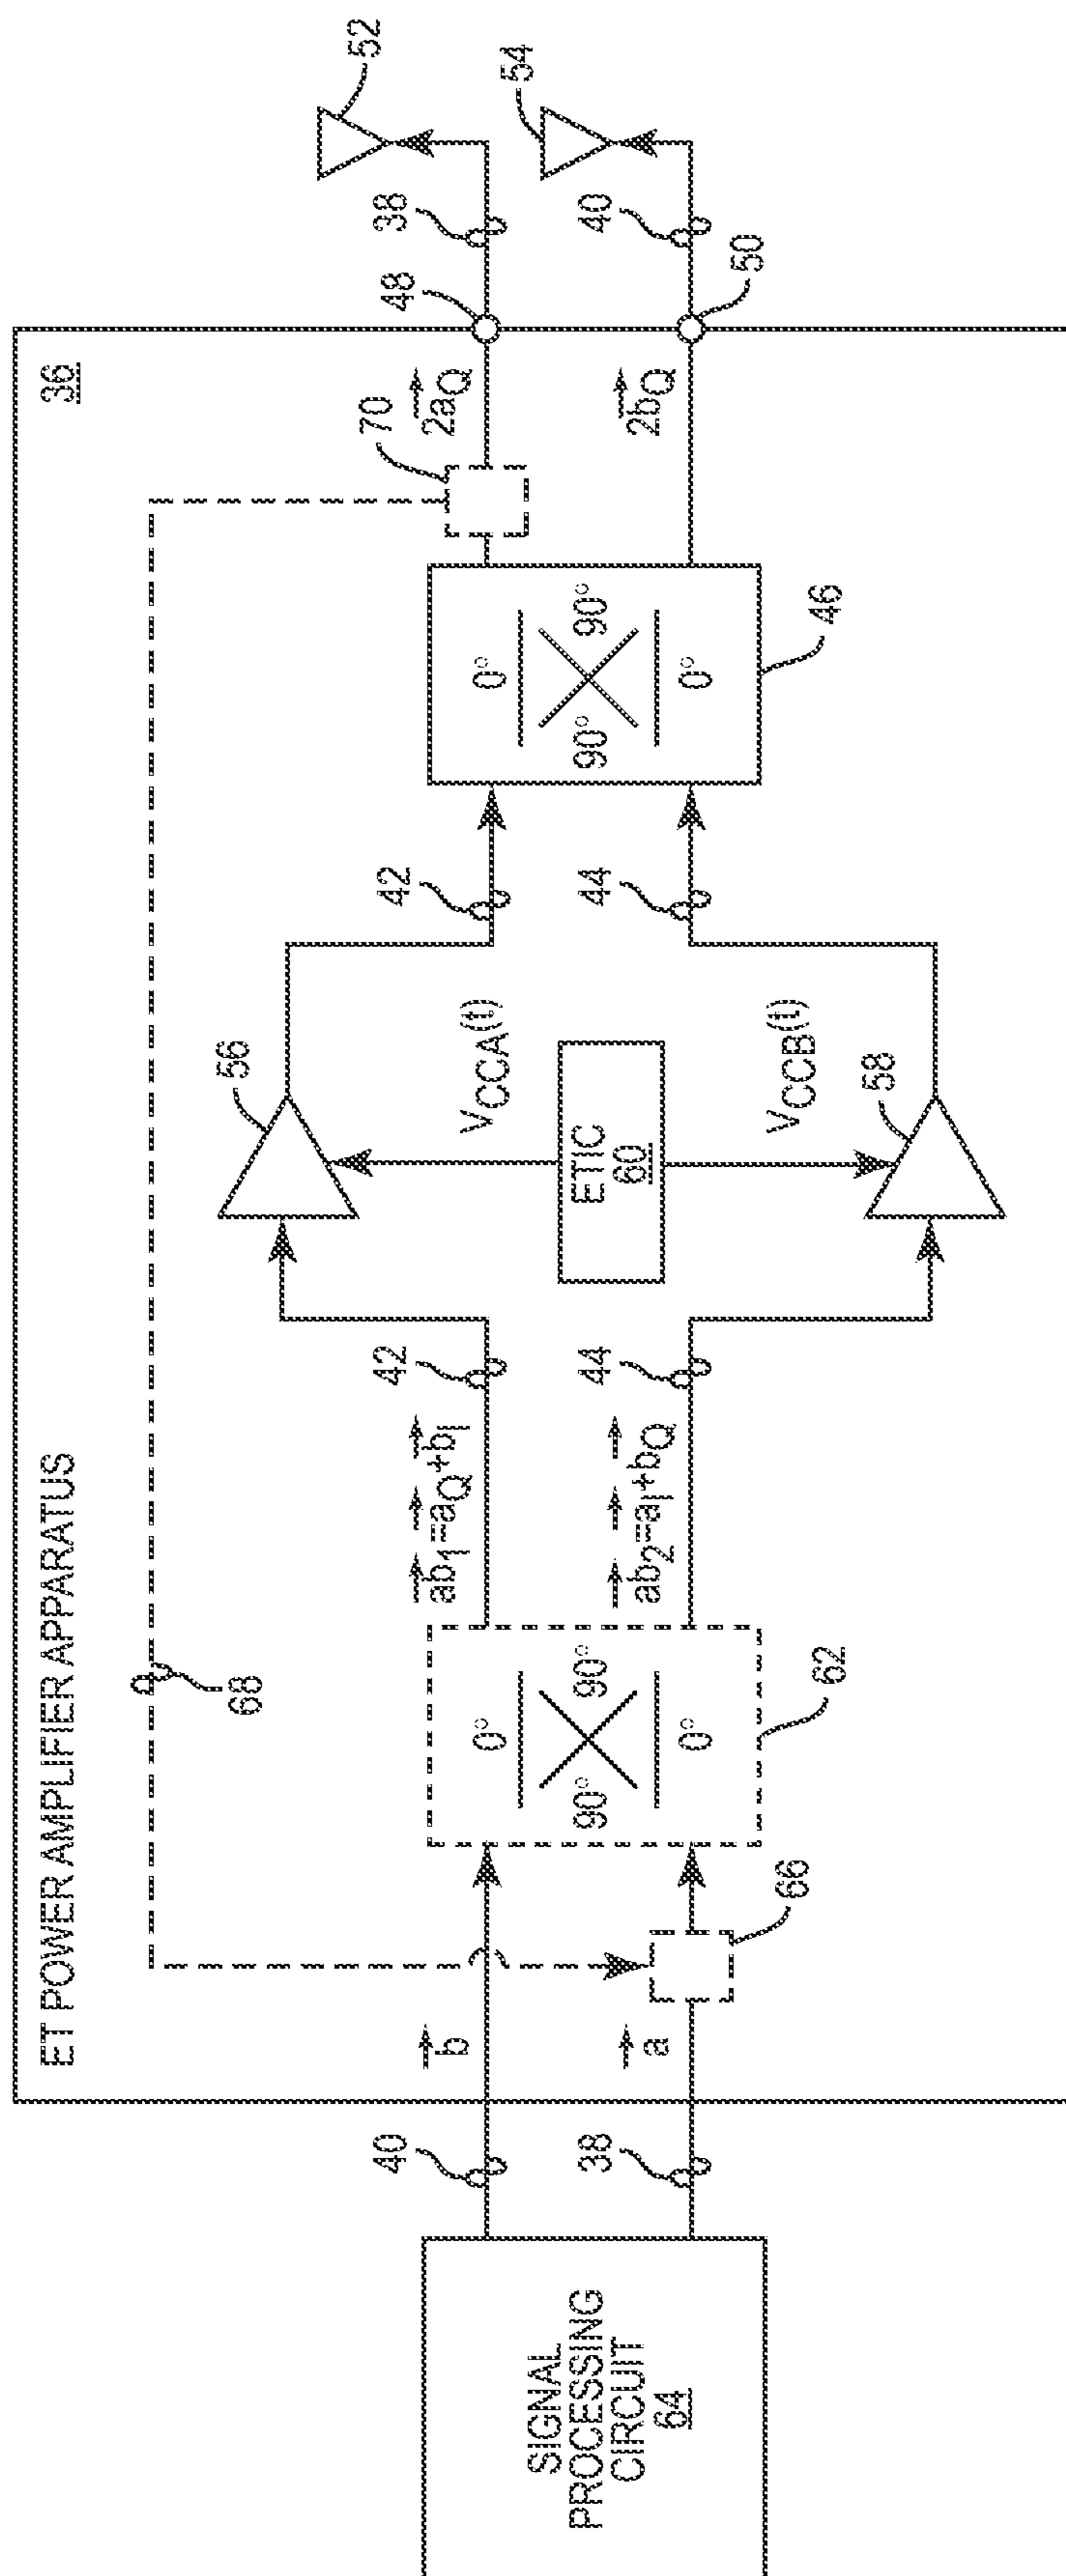 ET POWER AMPLIFIER APPARATUS
36
SIGNAL
PROCESSING
CIRCUIT
64
40
38
b
a
66
0°
90° 90°
0°
62
68
ab1=aQ+bI
ab2=aI+bQ
42
44
56
VCCA(t)
ETIC
60
VCCB(t)
58
42
44
0°
90° 90°
0°
46
70
2aQ
2bQ
48
50
38
40
52
54